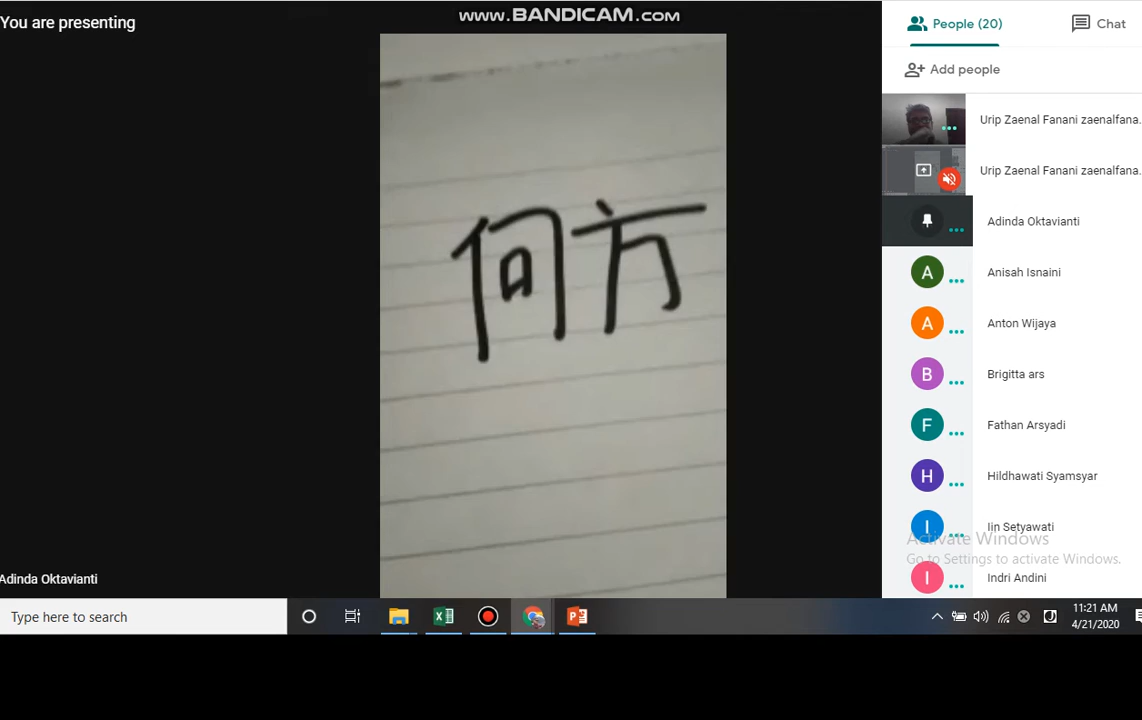 www.BANDICAM.com
You are presenting
People (20)
Chat
Add people
Urip Zaenal Fanani zaenalfana.
Urip Zaenal Fanani zaenalfana.
Adinda Oktavianti
A
Anisah Isnaini
A
Anton Wijaya
B
Brigitta ars
F
Fathan Arsyadi
H
Hildhawati Syamsyar
I
Iin Setyawati
I
Indri Andini
何方
Activate Windows
Go to Settings to activate Windows.
Adinda Oktavianti
Type here to search
11:21 AM
4/21/2020